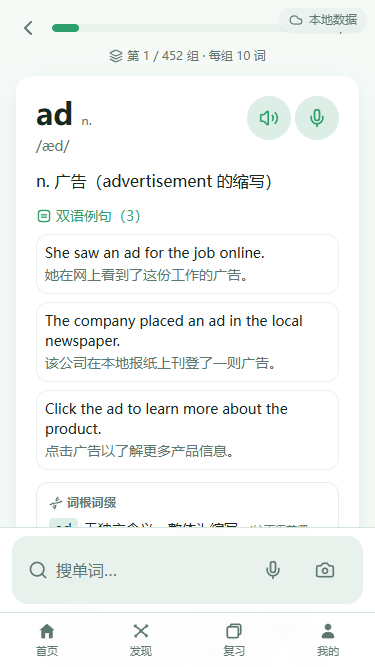 本地数据
第 1 / 452 组 · 每组 10 词
ad n.
/æd/
n. 广告（advertisement 的缩写）
双语例句（3）
She saw an ad for the job online.
她在网上看到了这份工作的广告。
The company placed an ad in the local
newspaper.
该公司在本地报纸上刊登了一则广告。
Click the ad to learn more about the
product.
点击广告以了解更多产品信息。
词根词缀
搜单词...
首页
发现
复习
我的